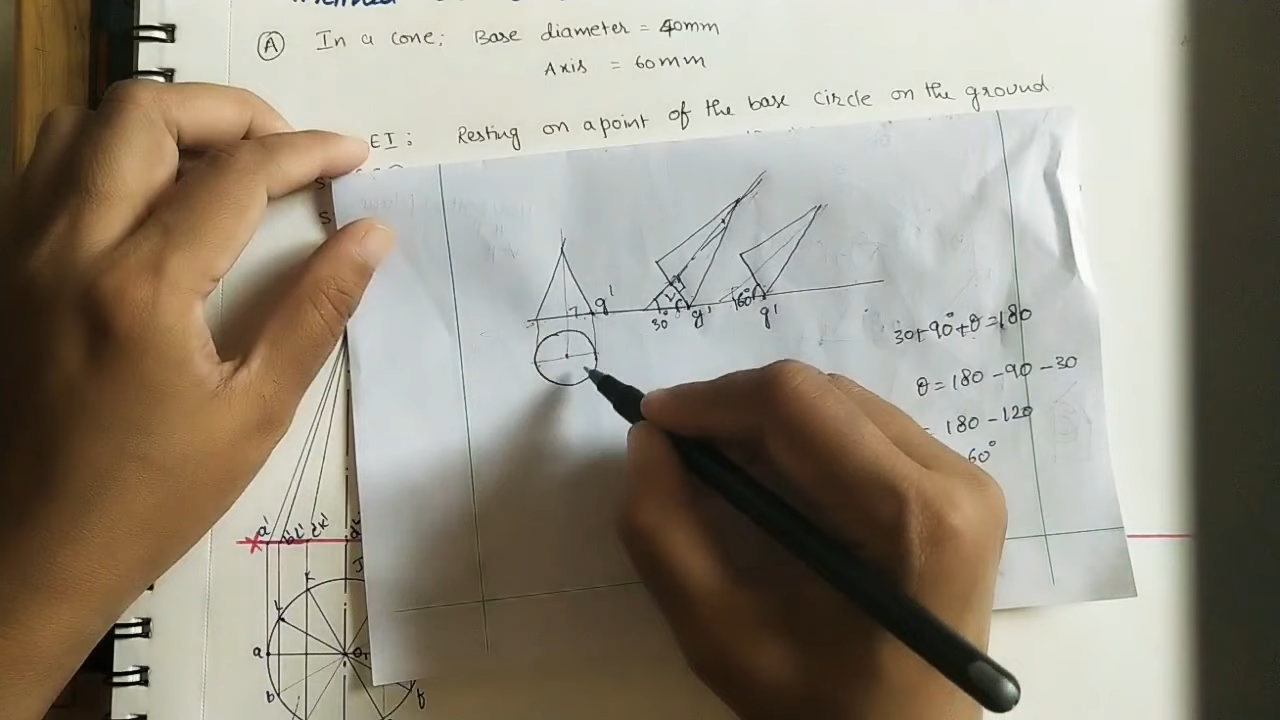 (A) In a cone; Base diameter = 40mm
Axis = 60mm
EI: Resting on a point of the base circle on the ground
g'
30° g'
60° g'
30+90°+θ=180
θ = 180-90-30
= 180-120
60°
a' b' l' c' k'
k
l
a
b
O1
f